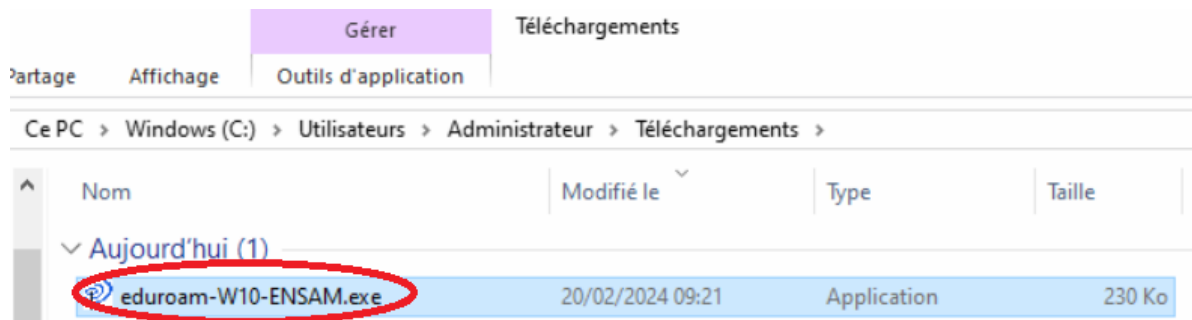 Gérer Téléchargements
Partage Affichage Outils d'application
Ce PC > Windows (C:) > Utilisateurs > Administrateur > Téléchargements >
Nom Modifié le Type Taille
Aujourd'hui (1)
eduroam-W10-ENSAM.exe 20/02/2024 09:21 Application 230 Ko